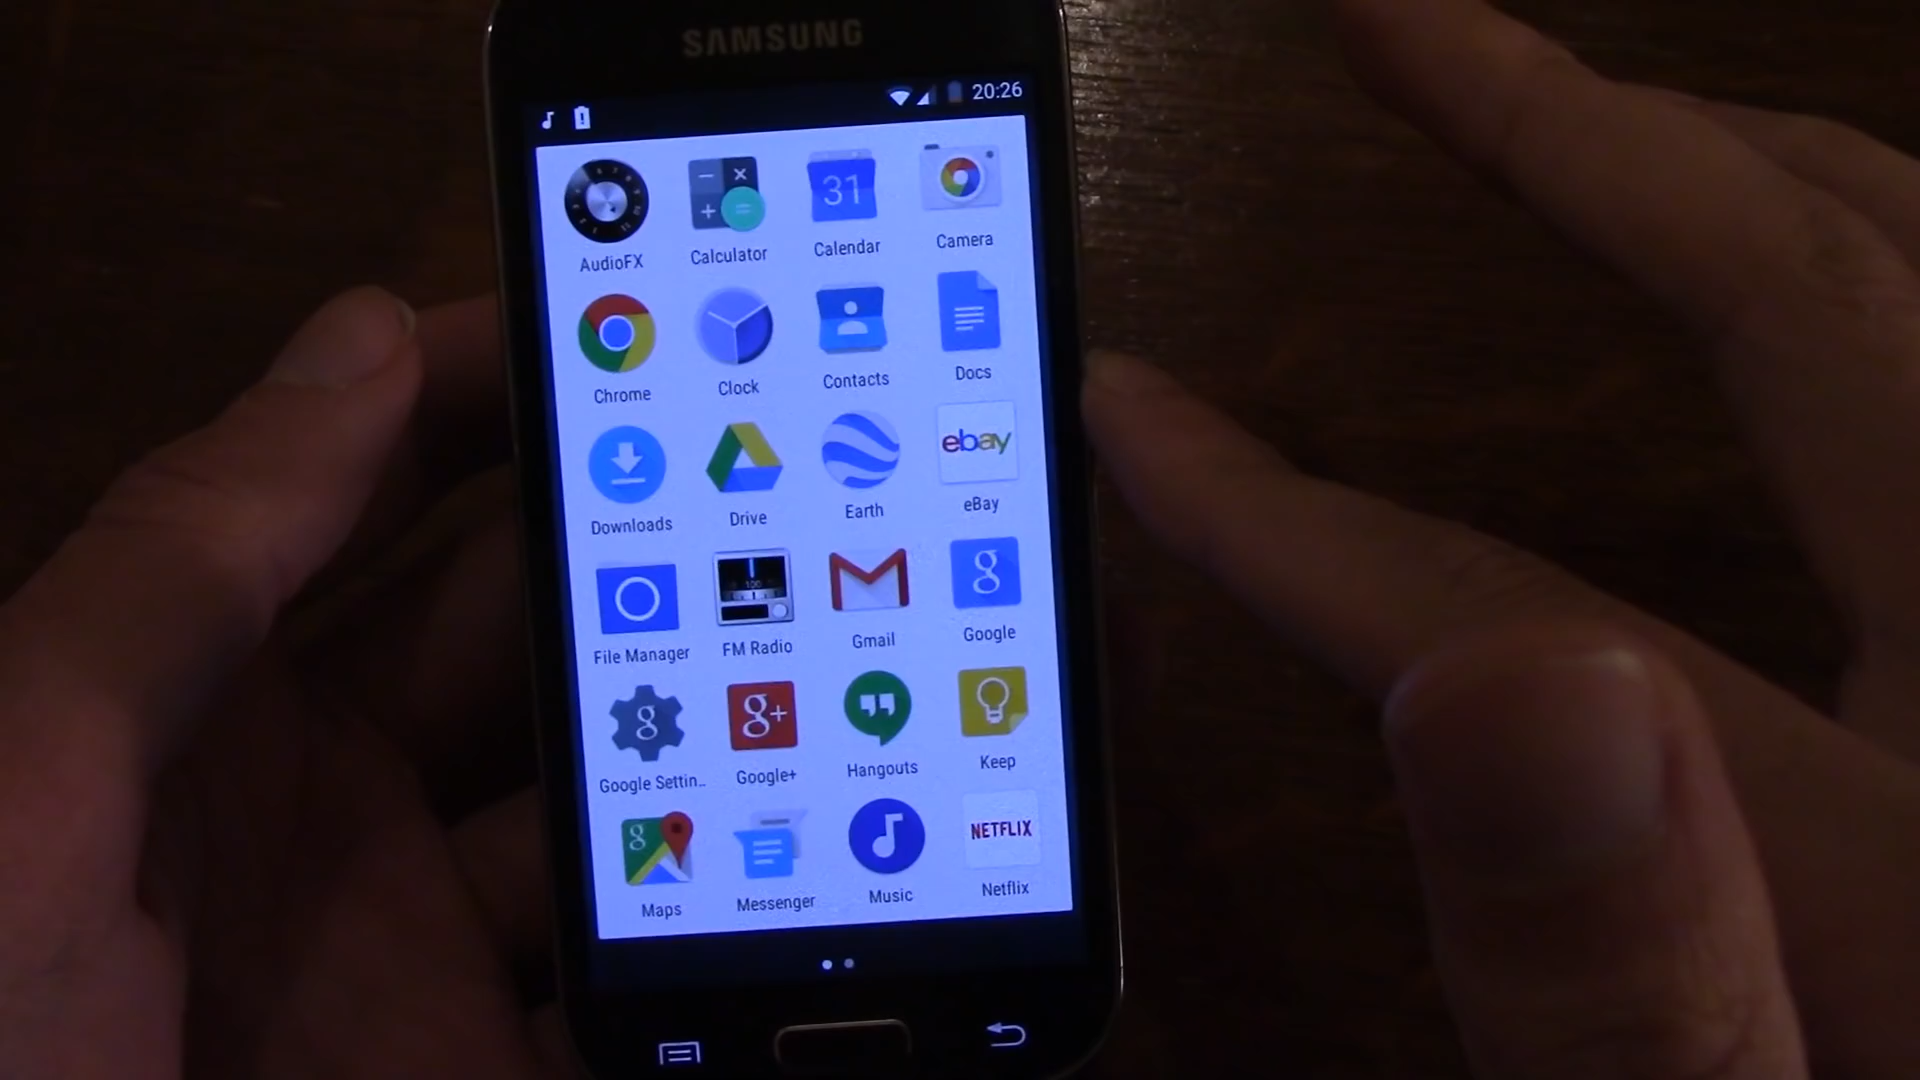 SAMSUNG
20:26
AudioFX
Calculator
31
Calendar
Camera
Chrome
Clock
Contacts
Docs
Downloads
Drive
Earth
ebay
eBay
File Manager
100
FM Radio
Gmail
g
Google
g
Google Settin..
g+
Google+
Hangouts
Keep
g
Maps
Messenger
Music
NETFLIX
Netflix